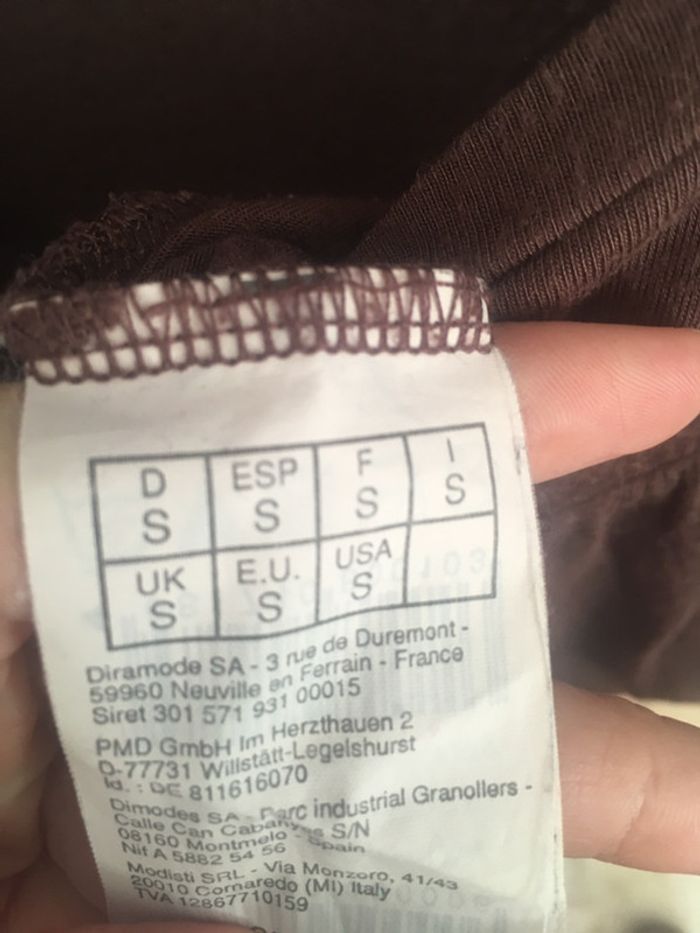 D ESP F I
S S S S
UK E.U. USA
S S S
Diramode SA - 3 rue de Duremont -
59960 Neuville en Ferrain - France
Siret 301 571 931 00015
PMD GmbH Im Herzthauen 2
D-77731 Willstätt-Legelshurst
Id. : DE 811616070
Dimodes SA - Parc industrial Granollers -
Calle Can Cabanyes S/N
08160 Montmelo - Spain
Nif A 5882 54 56
Modisti SRL - Via Monzoro, 41/43
20010 Cornaredo (MI) Italy
TVA 12867710159